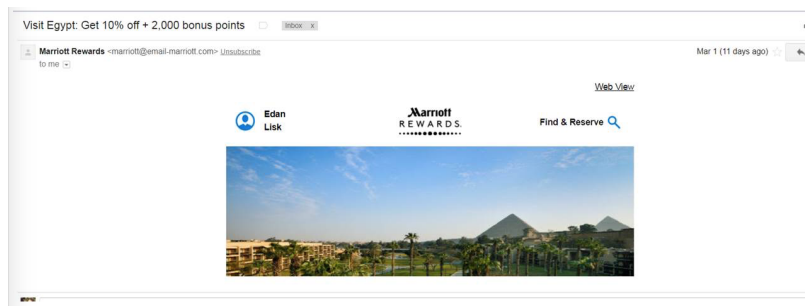 Visit Egypt: Get 10% off + 2,000 bonus points Inbox x
Marriott Rewards <marriott@email-marriott.com> Unsubscribe Mar 1 (11 days ago)
to me
Web View
Edan
Lisk
Marriott
REWARDS.
Find & Reserve